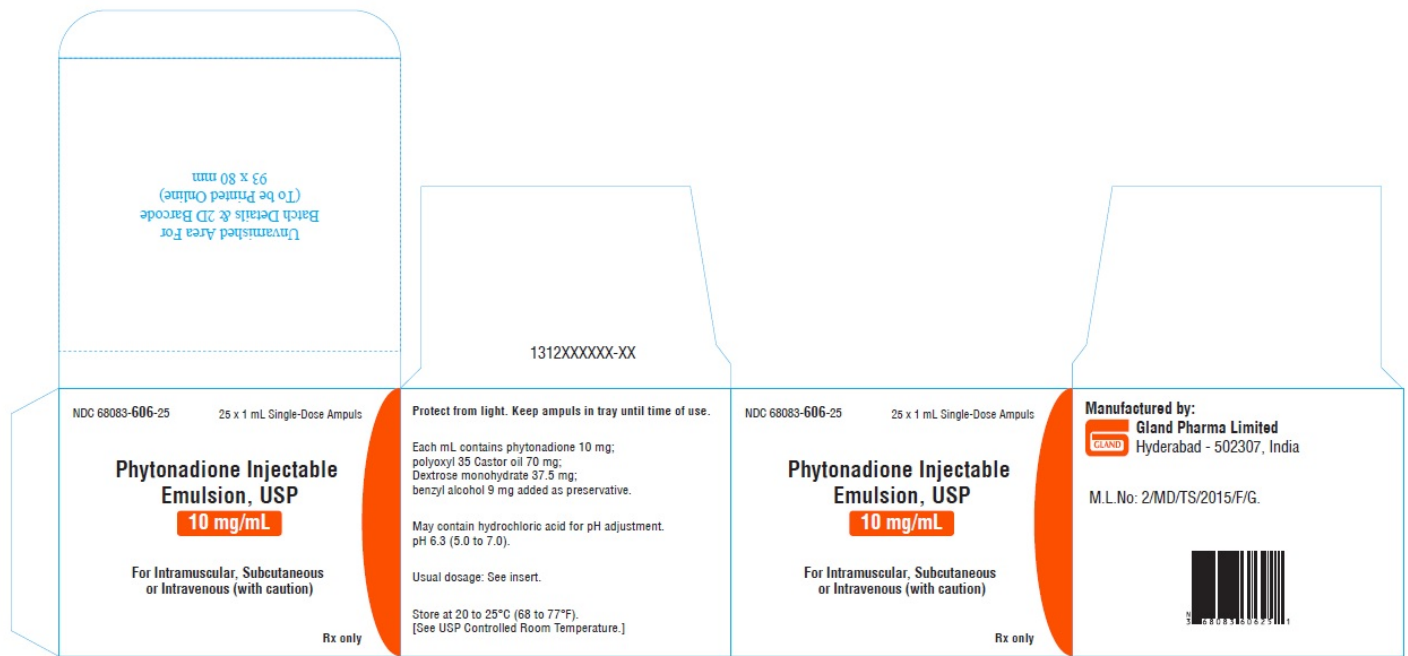 Unvarnished Area For
Batch Details & 2D Barcode
(To be Printed Online)
93 x 80 mm
1312XXXXXX-XX
NDC 68083-606-25 25 x 1 mL Single-Dose Ampuls
Phytonadione Injectable
Emulsion, USP
10 mg/mL
For Intramuscular, Subcutaneous
or Intravenous (with caution)
Rx only
Protect from light. Keep ampuls in tray until time of use.
Each mL contains phytonadione 10 mg;
polyoxyl 35 Castor oil 70 mg;
Dextrose monohydrate 37.5 mg;
benzyl alcohol 9 mg added as preservative.
May contain hydrochloric acid for pH adjustment.
pH 6.3 (5.0 to 7.0).
Usual dosage: See insert.
Store at 20 to 25°C (68 to 77°F).
[See USP Controlled Room Temperature.]
NDC 68083-606-25 25 x 1 mL Single-Dose Ampuls
Phytonadione Injectable
Emulsion, USP
10 mg/mL
For Intramuscular, Subcutaneous
or Intravenous (with caution)
Rx only
Manufactured by:
GLAND
Gland Pharma Limited
Hyderabad - 502307, India
M.L.No: 2/MD/TS/2015/F/G.
N
3 68083 60625 1